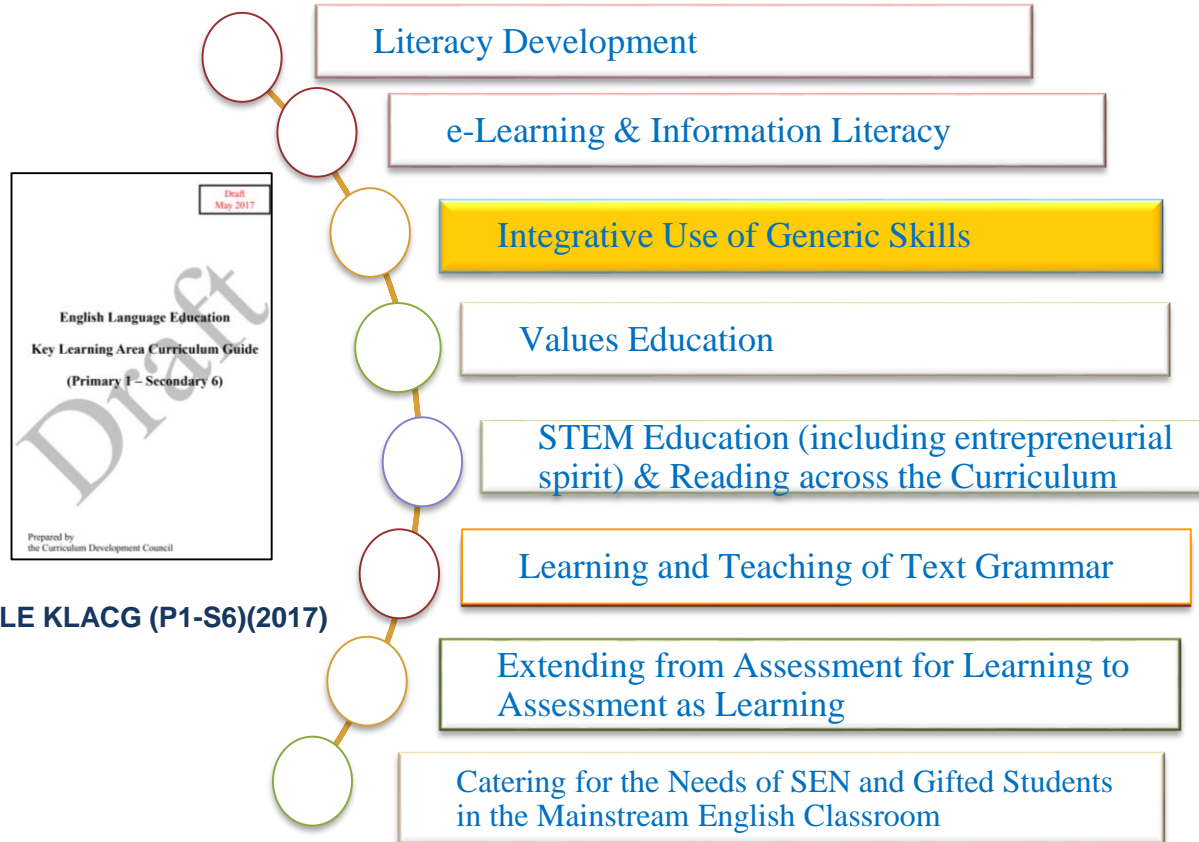 Literacy Development
e-Learning & Information Literacy
Integrative Use of Generic Skills
Values Education
STEM Education (including entrepreneurial
spirit) & Reading across the Curriculum
Learning and Teaching of Text Grammar
Extending from Assessment for Learning to
Assessment as Learning
Catering for the Needs of SEN and Gifted Students
in the Mainstream English Classroom
Draft
May 2017
Draft
English Language Education
Key Learning Area Curriculum Guide
(Primary 1 – Secondary 6)
Prepared by
the Curriculum Development Council
LE KLACG (P1-S6)(2017)